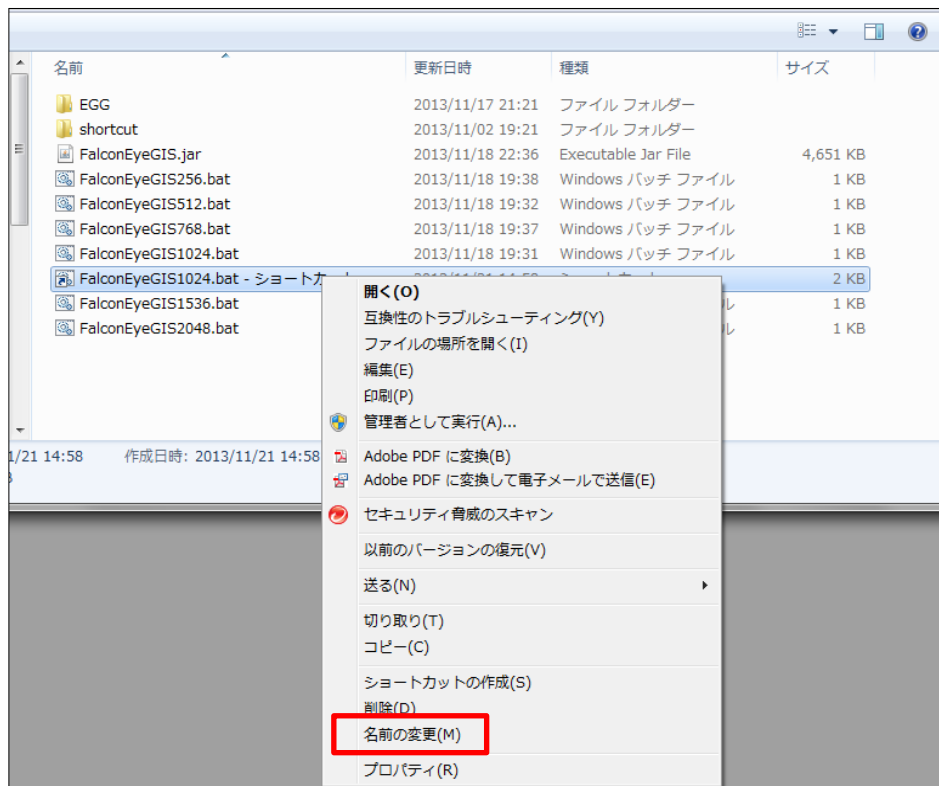 名前 更新日時 種類 サイズ
EGG 2013/11/17 21:21 ファイル フォルダー
shortcut 2013/11/02 19:21 ファイル フォルダー
FalconEyeGIS.jar 2013/11/18 22:36 Executable Jar File 4,651 KB
FalconEyeGIS256.bat 2013/11/18 19:38 Windows バッチ ファイル 1 KB
FalconEyeGIS512.bat 2013/11/18 19:32 Windows バッチ ファイル 1 KB
FalconEyeGIS768.bat 2013/11/18 19:37 Windows バッチ ファイル 1 KB
FalconEyeGIS1024.bat 2013/11/18 19:31 Windows バッチ ファイル 1 KB
FalconEyeGIS1024.bat - ショートカ 2 KB
FalconEyeGIS1536.bat ル 1 KB
FalconEyeGIS2048.bat ル 1 KB
1/21 14:58 作成日時: 2013/11/21 14:58
開く(O)
互換性のトラブルシューティング(Y)
ファイルの場所を開く(I)
編集(E)
印刷(P)
管理者として実行(A)...
Adobe PDF に変換(B)
Adobe PDF に変換して電子メールで送信(E)
セキュリティ脅威のスキャン
以前のバージョンの復元(V)
送る(N)
切り取り(T)
コピー(C)
ショートカットの作成(S)
削除(D)
名前の変更(M)
プロパティ(R)